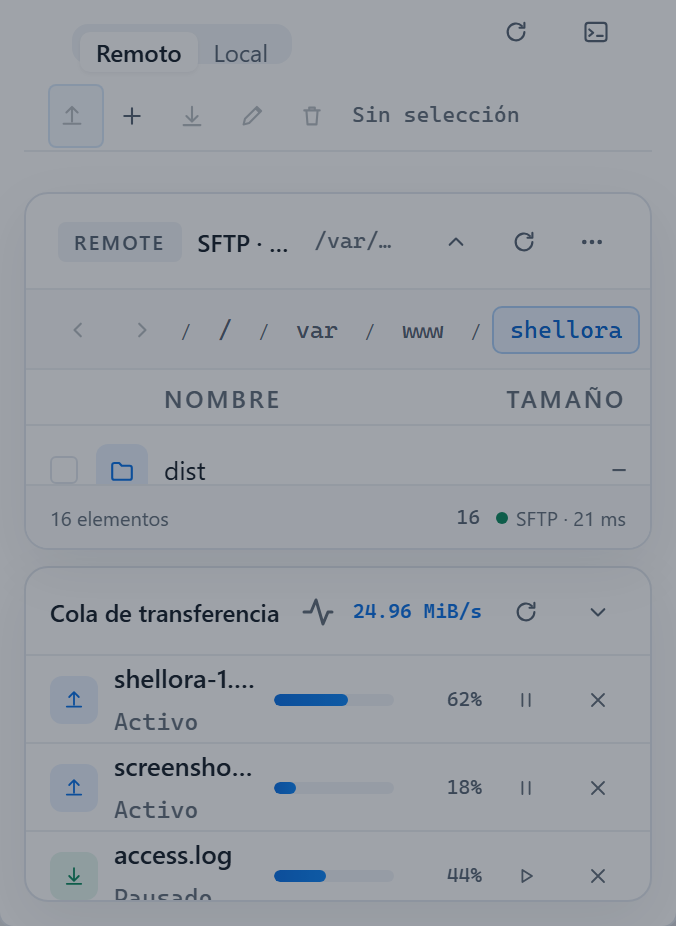 Remoto Local
Sin selección
REMOTE SFTP · ... /var/…
/ / / var / www / shellora
NOMBRE TAMAÑO
dist –
16 elementos 16 SFTP · 21 ms
Cola de transferencia 24.96 MiB/s
shellora-1.... 62%
Activo
screensho... 18%
Activo
access.log 44%
Pausado